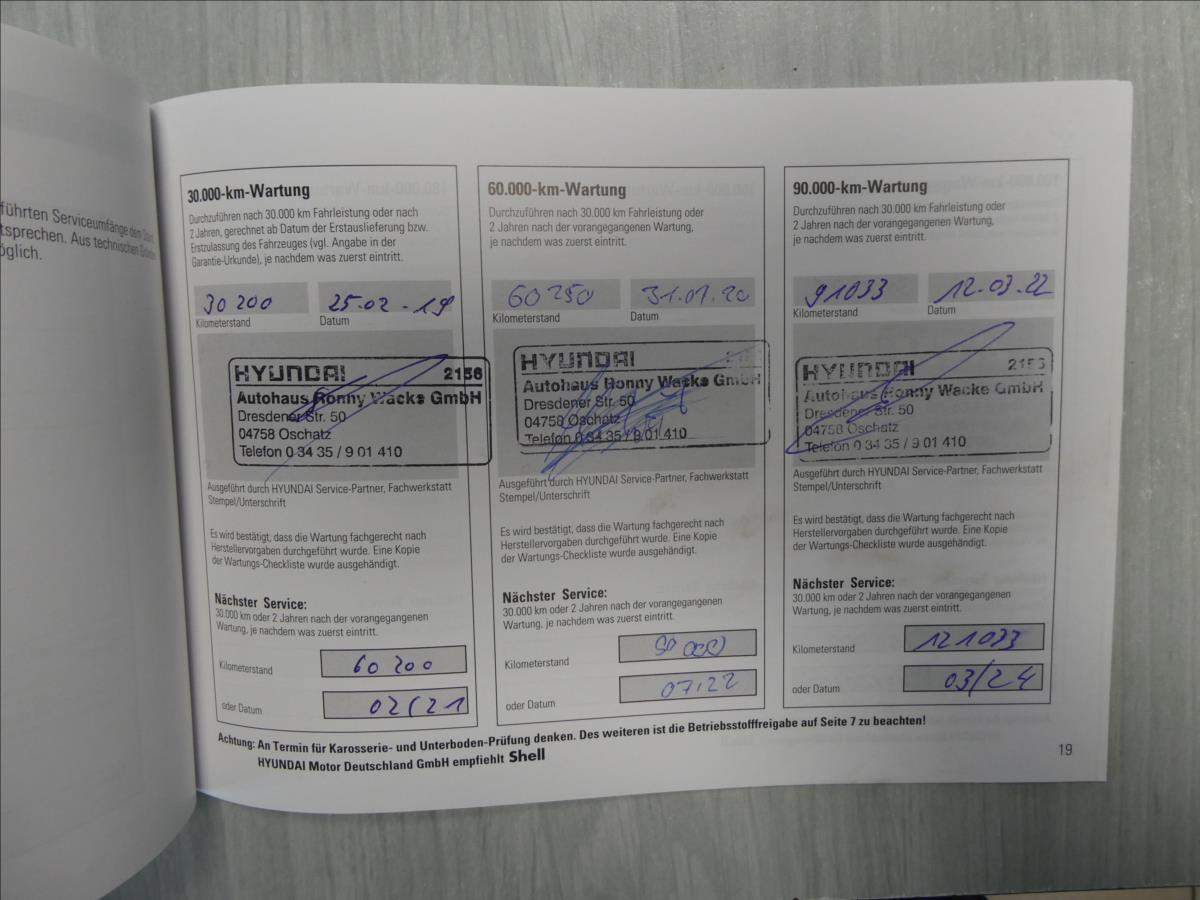 führten Serviceumfänge den
tsprechen. Aus technischen
öglich.
30.000-km-Wartung
Durchzuführen nach 30.000 km Fahrleistung oder nach
2 Jahren, gerechnet ab Datum der Erstauslieferung bzw.
Erstzulassung des Fahrzeuges (vgl. Angabe in der
Garantie-Urkunde), je nachdem was zuerst eintritt.
30 200 25.02-19
Kilometerstand Datum
HYUNDAI 2156
Autohaus Ronny Wacke GmbH
Dresdener Str. 50
04758 Oschatz
Telefon 0 34 35 / 9 01 410
Ausgeführt durch HYUNDAI Service-Partner, Fachwerkstatt
Stempel/Unterschrift
Es wird bestätigt, dass die Wartung fachgerecht nach
Herstellervorgaben durchgeführt wurde. Eine Kopie
der Wartungs-Checkliste wurde ausgehändigt.
Nächster Service:
30.000 km oder 2 Jahren nach der vorangegangenen
Wartung, je nachdem was zuerst eintritt.
Kilometerstand 60 200
oder Datum 02/21
60.000-km-Wartung
Durchzuführen nach 30.000 km Fahrleistung oder
2 Jahren nach der vorangegangenen Wartung,
je nachdem was zuerst eintritt.
60 250
Kilometerstand Datum
HYUNDAI
Autohaus Ronny Wacke GmbH
Dresdener Str. 50
04758 Oschatz
Telefon 0 34 35 / 9 01 410
Ausgeführt durch HYUNDAI Service-Partner, Fachwerkstatt
Stempel/Unterschrift
Es wird bestätigt, dass die Wartung fachgerecht nach
Herstellervorgaben durchgeführt wurde. Eine Kopie
der Wartungs-Checkliste wurde ausgehändigt.
Nächster Service:
30.000 km oder 2 Jahren nach der vorangegangenen
Wartung, je nachdem was zuerst eintritt.
Kilometerstand 90 000
oder Datum 07.22
90.000-km-Wartung
Durchzuführen nach 30.000 km Fahrleistung oder
2 Jahren nach der vorangegangenen Wartung,
je nachdem was zuerst eintritt.
91033 12.03.22
Kilometerstand Datum
HYUNDAI 2156
Autohaus Ronny Wacke GmbH
Dresdener Str. 50
04758 Oschatz
Telefon 0 34 35 / 9 01 410
Ausgeführt durch HYUNDAI Service-Partner, Fachwerkstatt
Stempel/Unterschrift
Es wird bestätigt, dass die Wartung fachgerecht nach
Herstellervorgaben durchgeführt wurde. Eine Kopie
der Wartungs-Checkliste wurde ausgehändigt.
Nächster Service:
30.000 km oder 2 Jahren nach der vorangegangenen
Wartung, je nachdem was zuerst eintritt.
Kilometerstand 121033
oder Datum 03/24
Achtung: An Termin für Karosserie- und Unterboden-Prüfung denken. Des weiteren ist die Betriebsstofffreigabe auf Seite 7 zu beachten!
HYUNDAI Motor Deutschland GmbH empfiehlt Shell
19